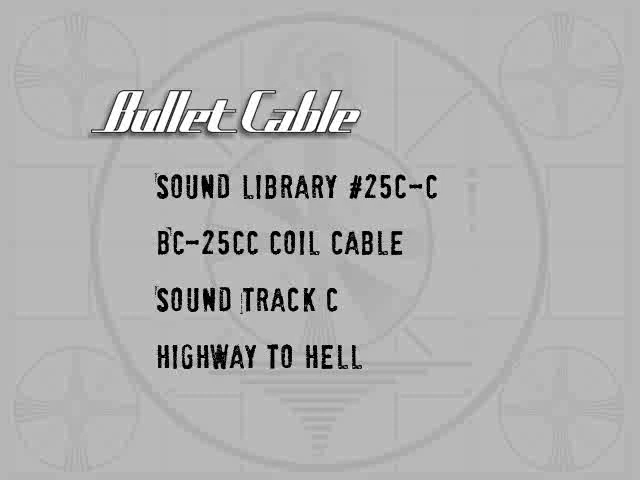 Bullet Cable
SOUND LIBRARY #25C-C
BC-25CC COIL CABLE
SOUND TRACK C
HIGHWAY TO HELL